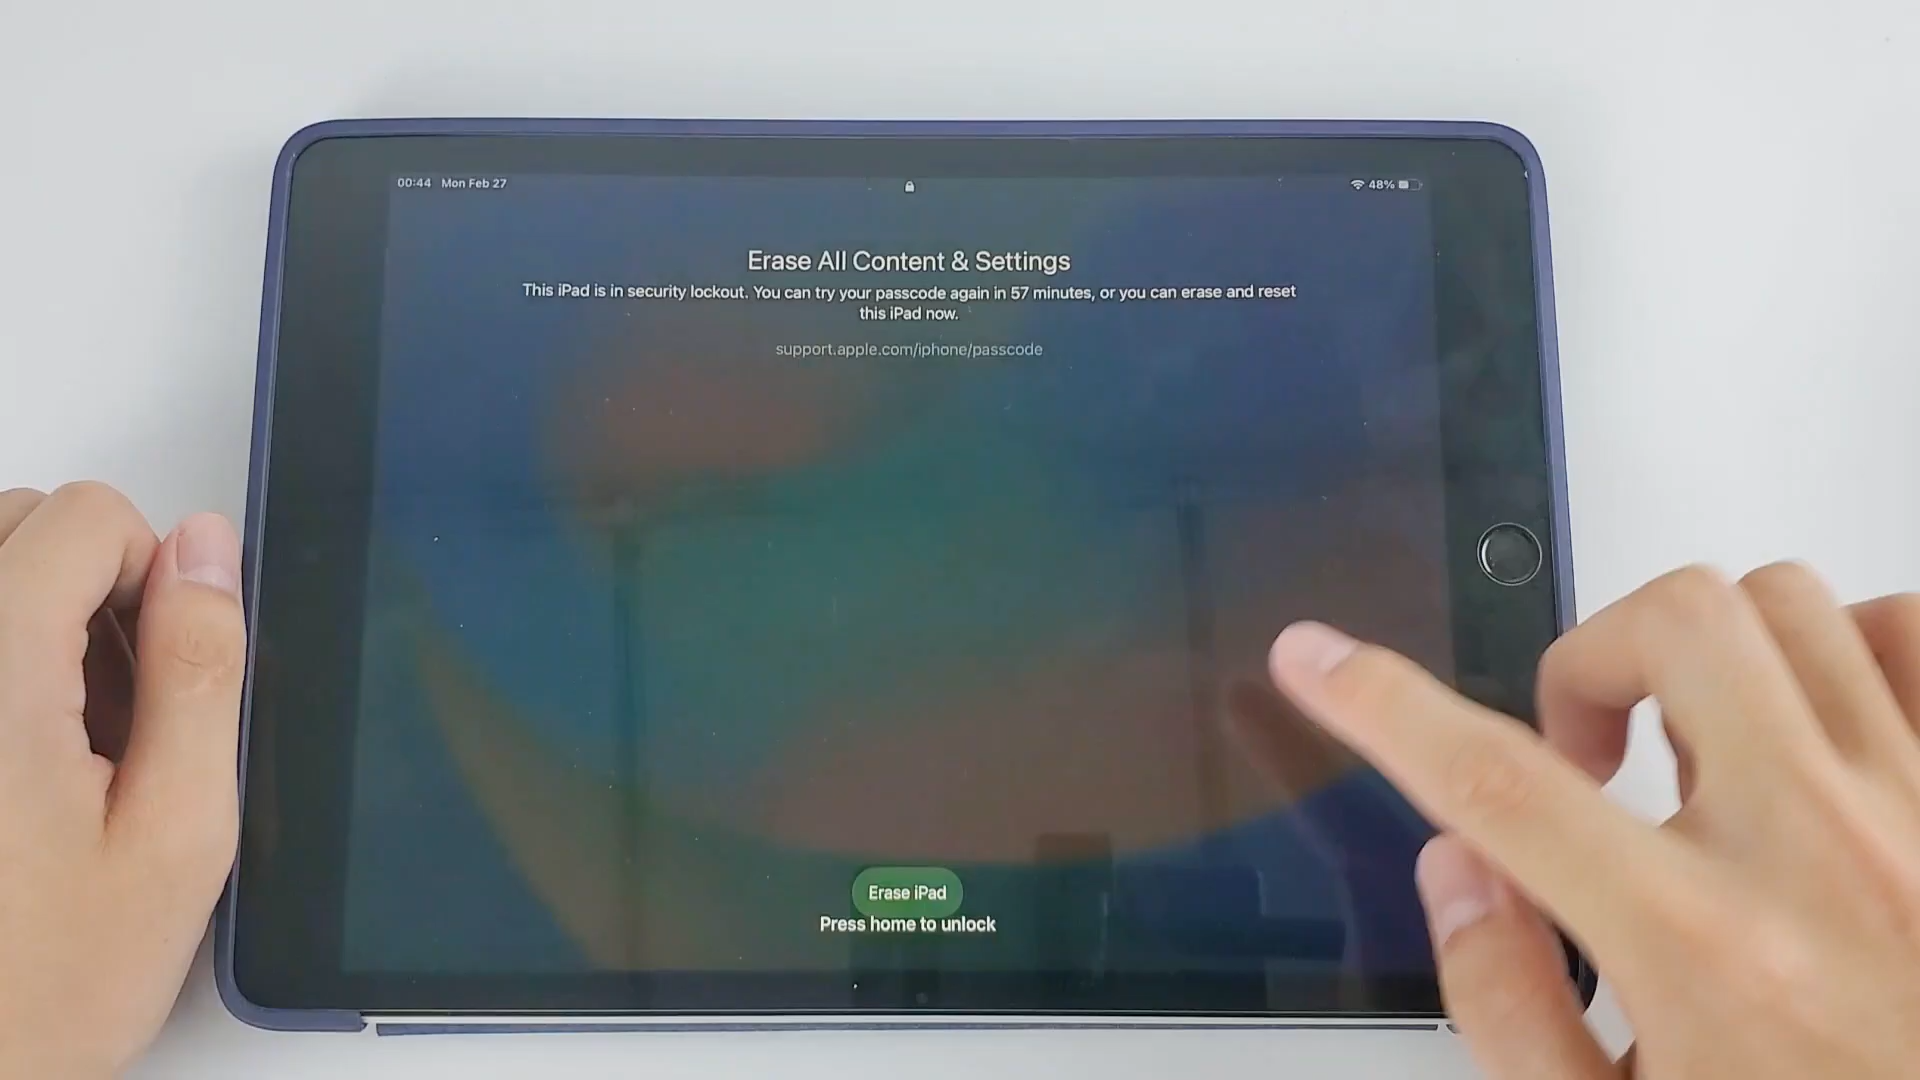 00:44 Mon Feb 27
48%
Erase All Content & Settings
This iPad is in security lockout. You can try your passcode again in 57 minutes, or you can erase and reset
this iPad now.
support.apple.com/iphone/passcode
Erase iPad
Press home to unlock